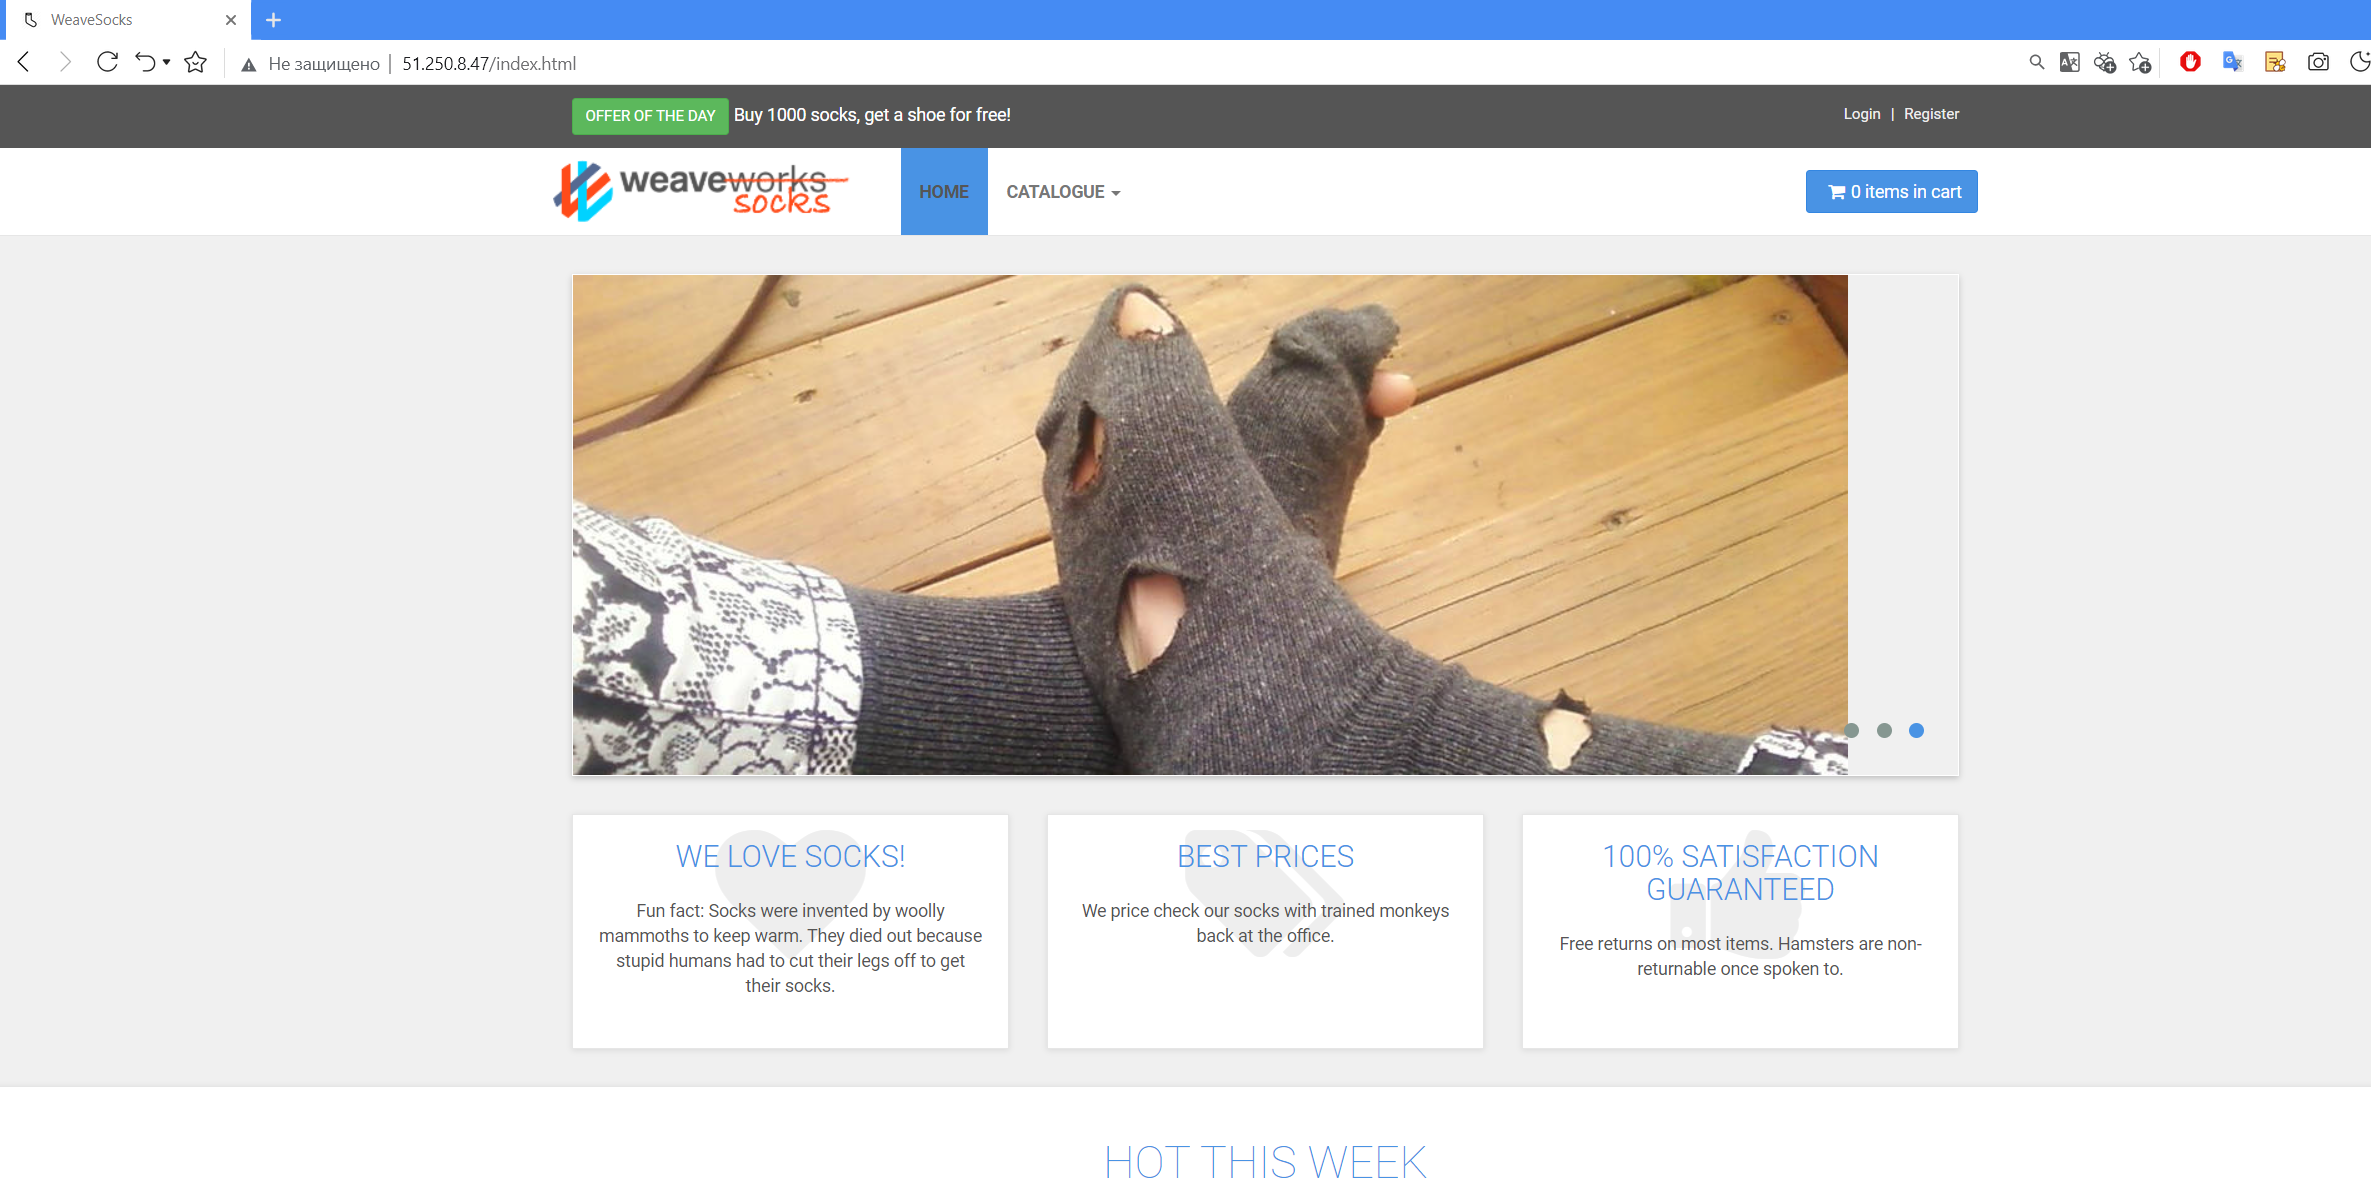 WeaveSocks
Не защищено | 51.250.8.47/index.html
OFFER OF THE DAY Buy 1000 socks, get a shoe for free!
Login | Register
weaveworks
socks
HOME
CATALOGUE
0 items in cart
WE LOVE SOCKS!
Fun fact: Socks were invented by woolly
mammoths to keep warm. They died out because
stupid humans had to cut their legs off to get
their socks.
BEST PRICES
We price check our socks with trained monkeys
back at the office.
100% SATISFACTION
GUARANTEED
Free returns on most items. Hamsters are non-
returnable once spoken to.
HOT THIS WEEK